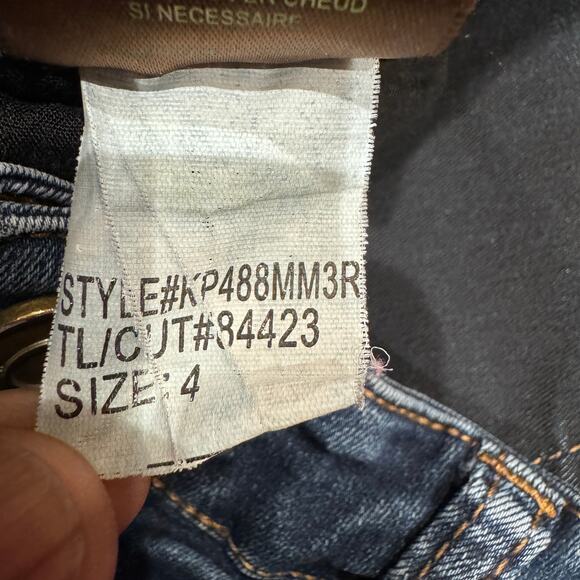 SI NECESSAIRE
STYLE#KP488MM3R
TL/CUT#84423
SIZE: 4